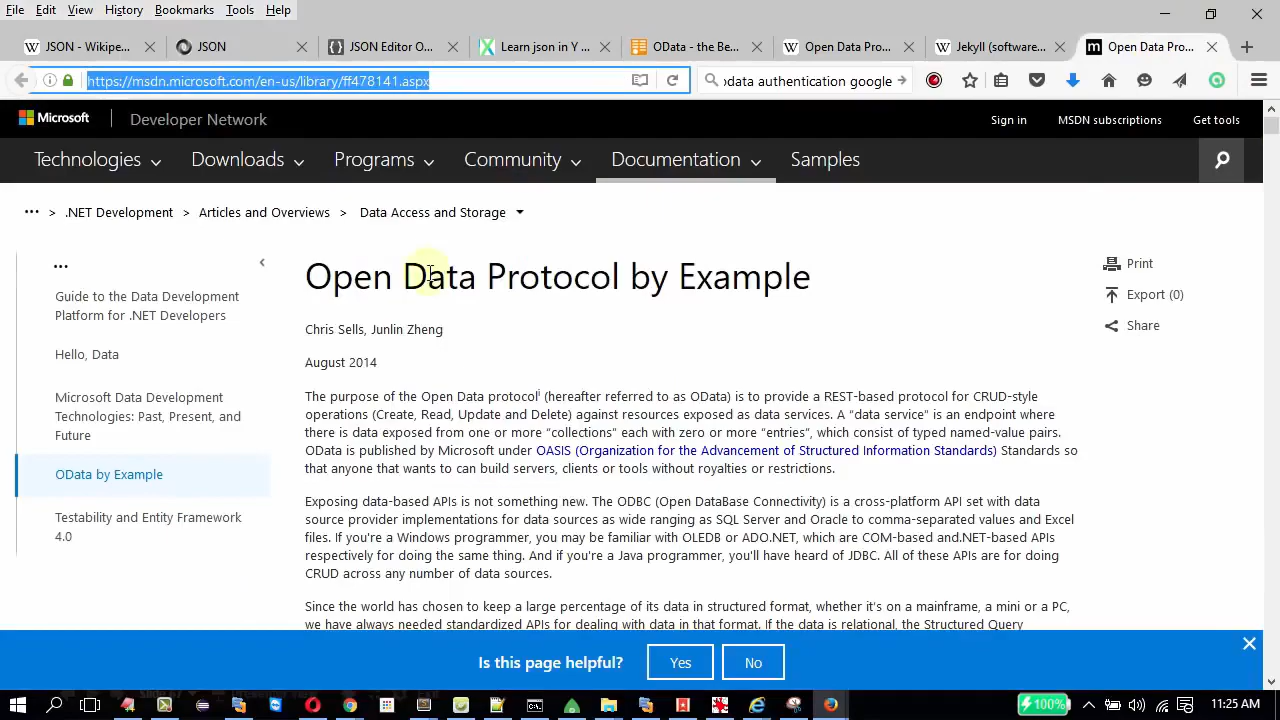 File Edit View History Bookmarks Tools Help
JSON - Wikipe...
JSON
JSON Editor O...
Learn json in Y ...
OData - the Be...
Open Data Pro...
Jekyll (software...
Open Data Pro...
https://msdn.microsoft.com/en-us/library/ff478141.aspx
odata authentication google
Microsoft
Developer Network
Sign in
MSDN subscriptions
Get tools
Technologies
Downloads
Programs
Community
Documentation
Samples
... > .NET Development > Articles and Overviews > Data Access and Storage
...
Guide to the Data Development
Platform for .NET Developers
Hello, Data
Microsoft Data Development
Technologies: Past, Present, and
Future
OData by Example
Testability and Entity Framework
4.0
Open Data Protocol by Example
Chris Sells, Junlin Zheng
August 2014
The purpose of the Open Data protocolⁱ (hereafter referred to as OData) is to provide a REST-based protocol for CRUD-style
operations (Create, Read, Update and Delete) against resources exposed as data services. A “data service” is an endpoint where
there is data exposed from one or more “collections” each with zero or more “entries”, which consist of typed named-value pairs.
OData is published by Microsoft under OASIS (Organization for the Advancement of Structured Information Standards) Standards so
that anyone that wants to can build servers, clients or tools without royalties or restrictions.
Exposing data-based APIs is not something new. The ODBC (Open DataBase Connectivity) is a cross-platform API set with data
source provider implementations for data sources as wide ranging as SQL Server and Oracle to comma-separated values and Excel
files. If you're a Windows programmer, you may be familiar with OLEDB or ADO.NET, which are COM-based and.NET-based APIs
respectively for doing the same thing. And if you're a Java programmer, you'll have heard of JDBC. All of these APIs are for doing
CRUD across any number of data sources.
Since the world has chosen to keep a large percentage of its data in structured format, whether it's on a mainframe, a mini or a PC,
we have always needed standardized APIs for dealing with data in that format. If the data is relational, the Structured Query
Print
Export (0)
Share
Is this page helpful?
Yes
No
100%
11:25 AM